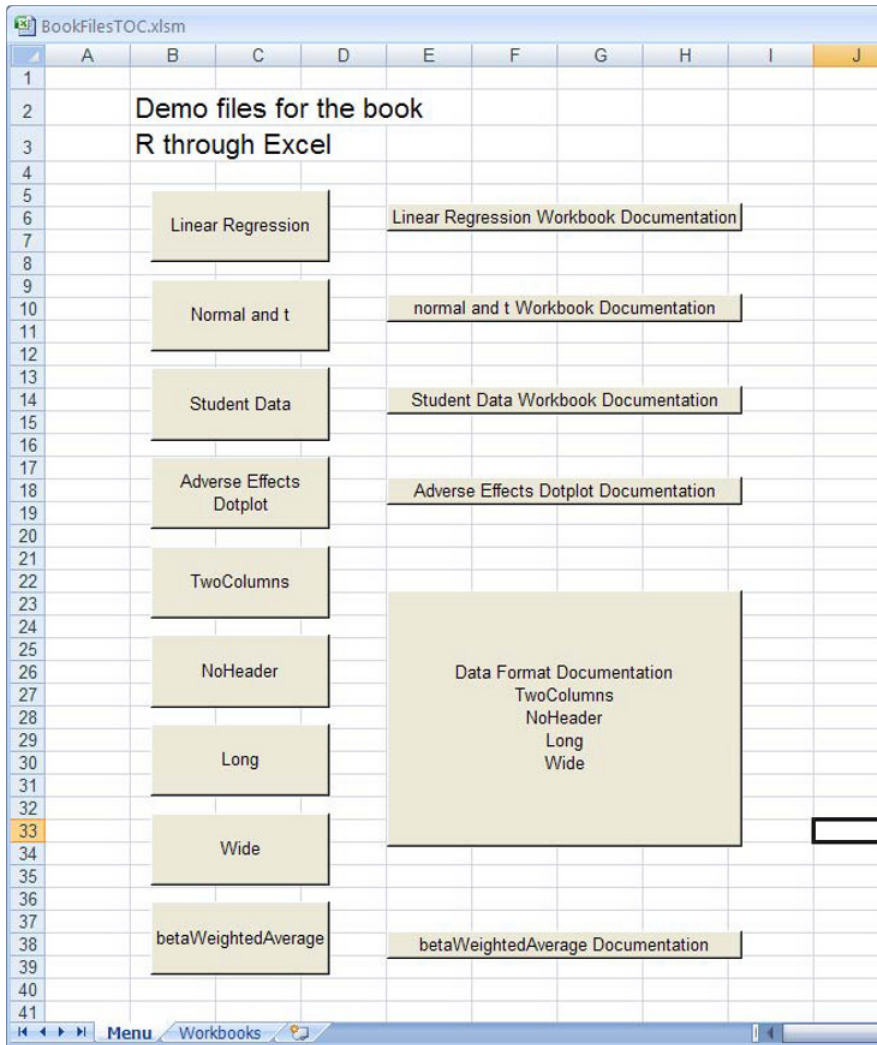 BookFilesTOC.xlsm
A B C D E F G H I J
1
2 Demo files for the book
3 R through Excel
4
5
6 Linear Regression Linear Regression Workbook Documentation
7
8
9
10 Normal and t normal and t Workbook Documentation
11
12
13
14 Student Data Student Data Workbook Documentation
15
16
17 Adverse Effects
18 Dotplot Adverse Effects Dotplot Documentation
19
20
21
22 TwoColumns
23
24
25
26 NoHeader Data Format Documentation
27 TwoColumns
28 NoHeader
29 Long
30 Long Wide
31
32
33
34 Wide
35
36
37
38 betaWeightedAverage betaWeightedAverage Documentation
39
40
41
Menu Workbooks